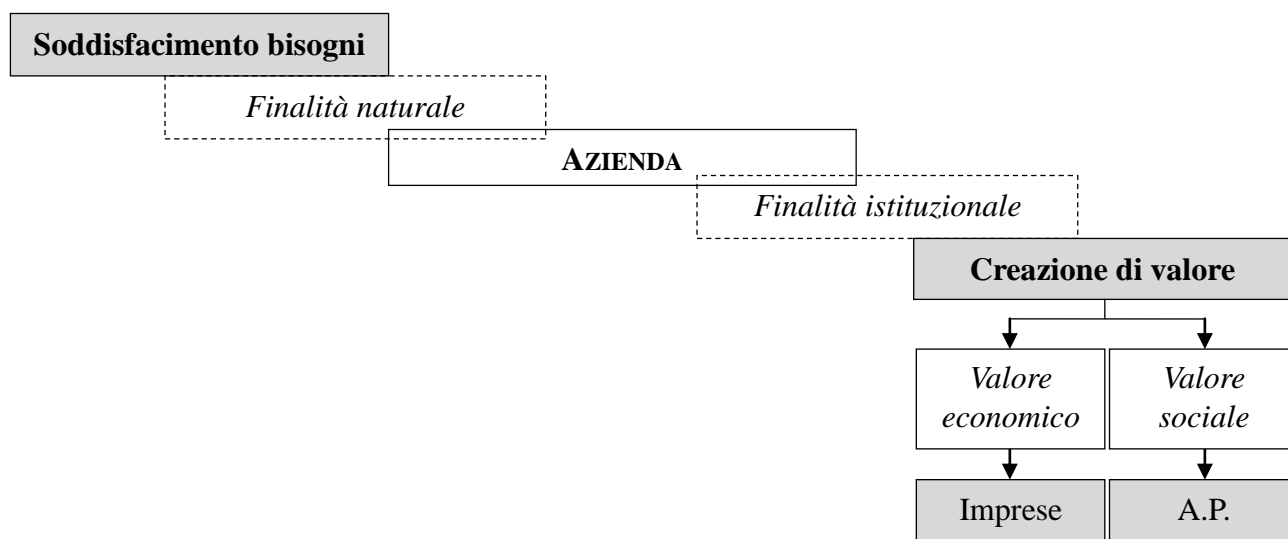 Soddisfacimento bisogni
Finalità naturale
AZIENDA
Finalità istituzionale
Creazione di valore
Valore
economico
Valore
sociale
Imprese
A.P.